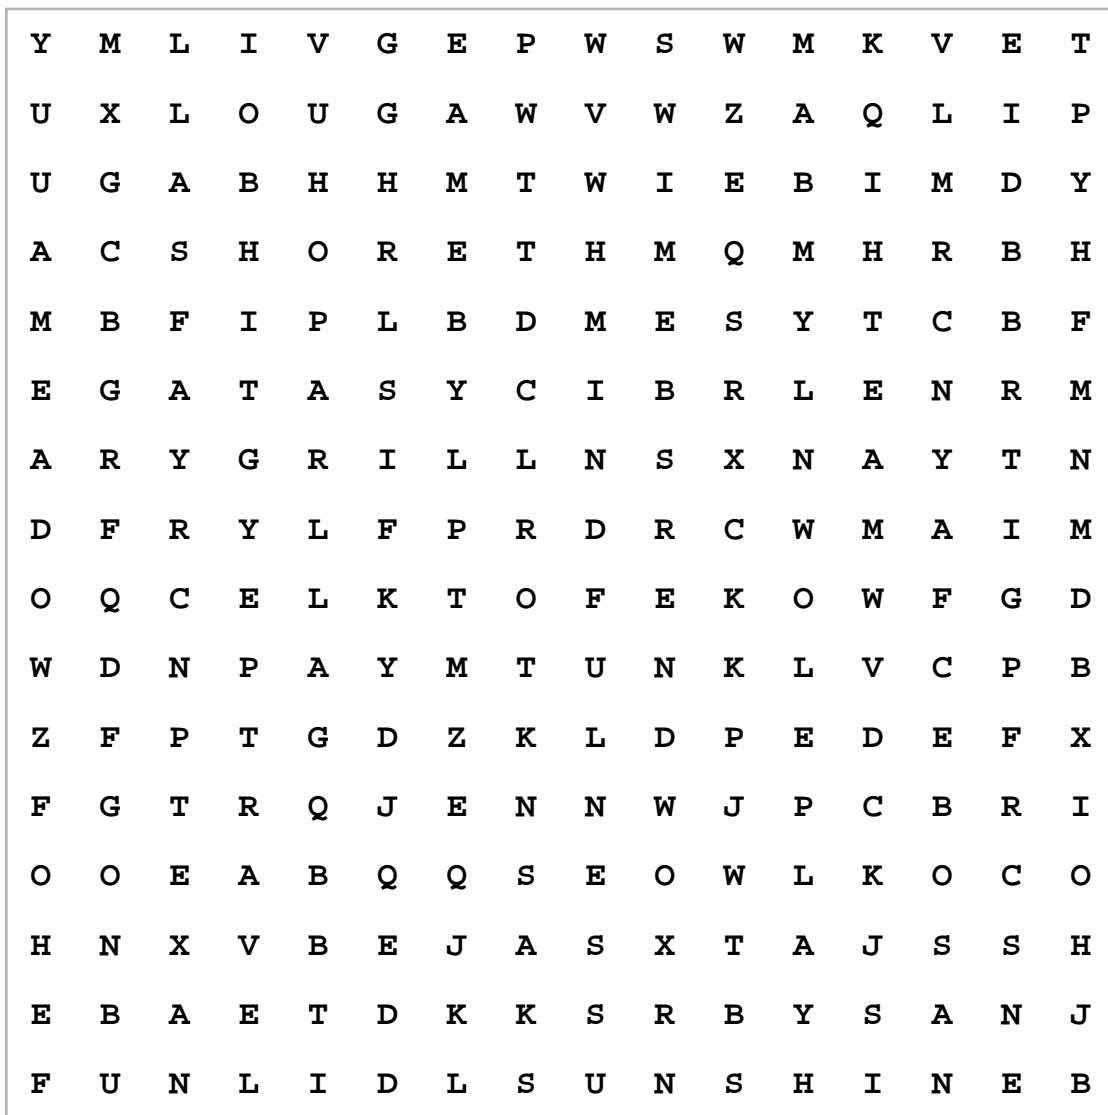 Y M L I V G E P W S W M K V E T
U X L O U G A W V W Z A Q L I P
U G A B H H M T W I E B I M D Y
A C S H O R E T H M Q M H R B H
M B F I P L B D M E S Y T C B F
E G A T A S Y C I B R L E N R M
A R Y G R I L L N S X N A Y T N
D F R Y L F P R D R C W M A I M
O Q C E L K T O F E K O W F G D
W D N P A Y M T U N K L V C P B
Z F P T G D Z K L D P E D E F X
F G T R Q J E N N W J P C B R I
O O E A B Q Q S E O W L K O C O
H N X V B E J A S X T A J S S H
E B A E T D K K S R B Y S A N J
F U N L I D L S U N S H I N E B